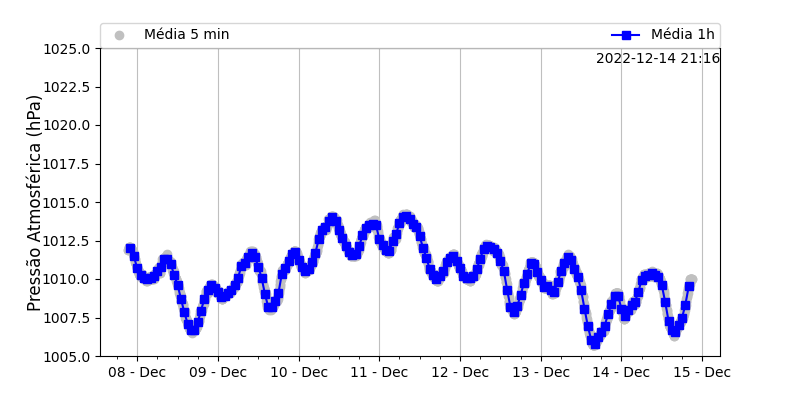 Média 5 min
Média 1h
2022-12-14 21:16
Pressão Atmosférica (hPa)
1025.0
1022.5
1020.0
1017.5
1015.0
1012.5
1010.0
1007.5
1005.0
08 - Dec
09 - Dec
10 - Dec
11 - Dec
12 - Dec
13 - Dec
14 - Dec
15 - Dec